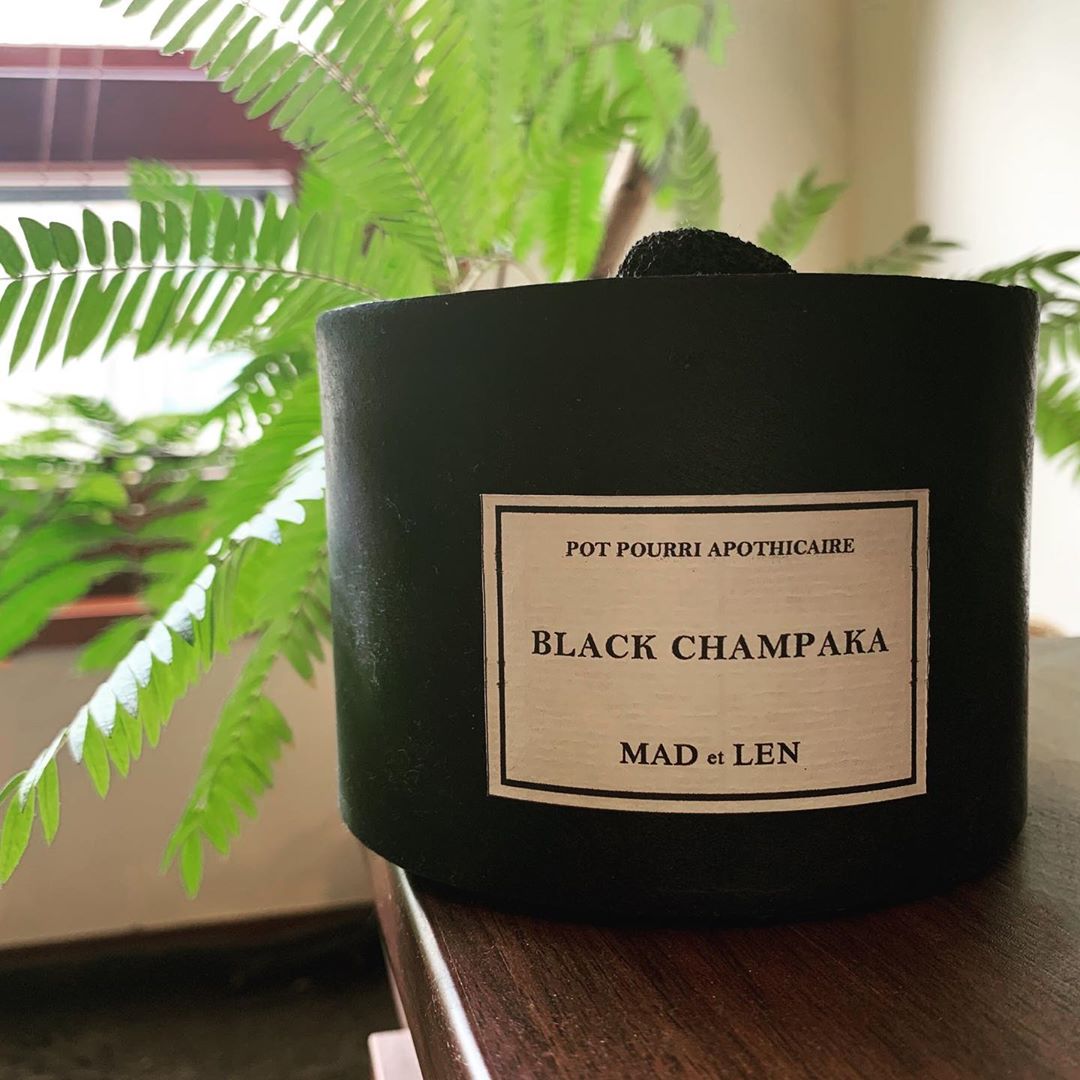 POT POURRI APOTHICAIRE
BLACK CHAMPAKA
MAD et LEN